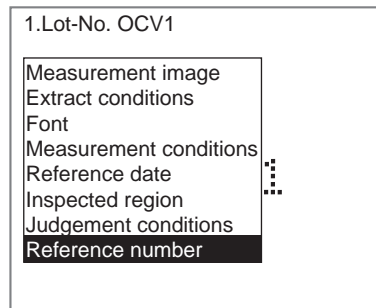 1.Lot-No. OCV1
Measurement image
Extract conditions
Font
Measurement conditions
Reference date
Inspected region
Judgement conditions
Reference number
1